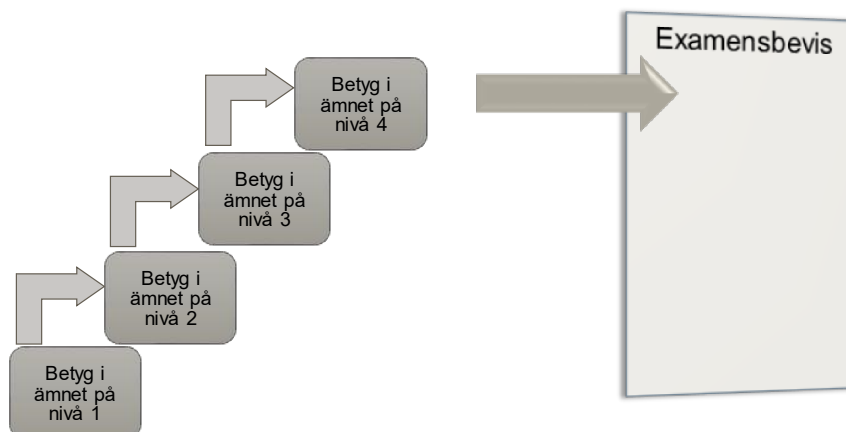 Examensbevis
Betyg i
ämnet på
nivå 4
Betyg i
ämnet på
nivå 3
Betyg i
ämnet på
nivå 2
Betyg i
ämnet på
nivå 1